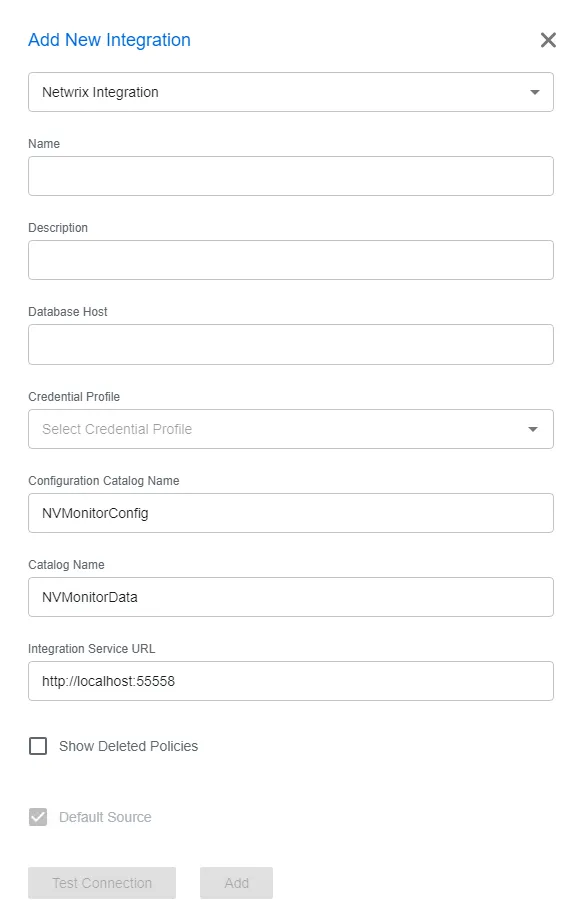 Add New Integration
Netwrix Integration
Name
Description
Database Host
Credential Profile
Select Credential Profile
Configuration Catalog Name
NVMonitorConfig
Catalog Name
NVMonitorData
Integration Service URL
http://localhost:55558
Show Deleted Policies
Default Source
Test Connection Add